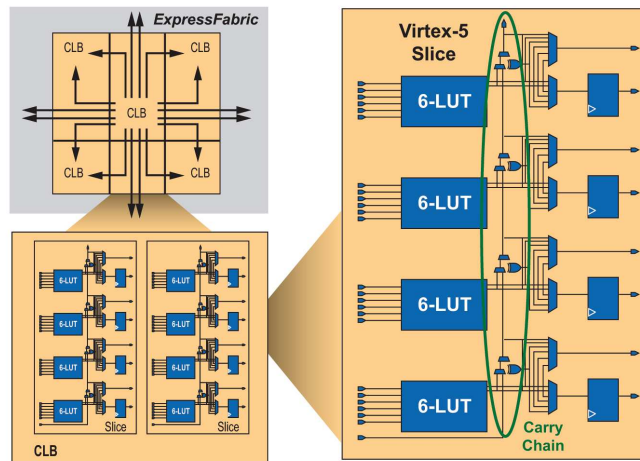 ExpressFabric
CLB
CLB
CLB
CLB
CLB
6-LUT
6-LUT
6-LUT
6-LUT
Slice
6-LUT
6-LUT
6-LUT
6-LUT
Slice
CLB
Virtex-5
Slice
6-LUT
6-LUT
6-LUT
6-LUT
Carry
Chain